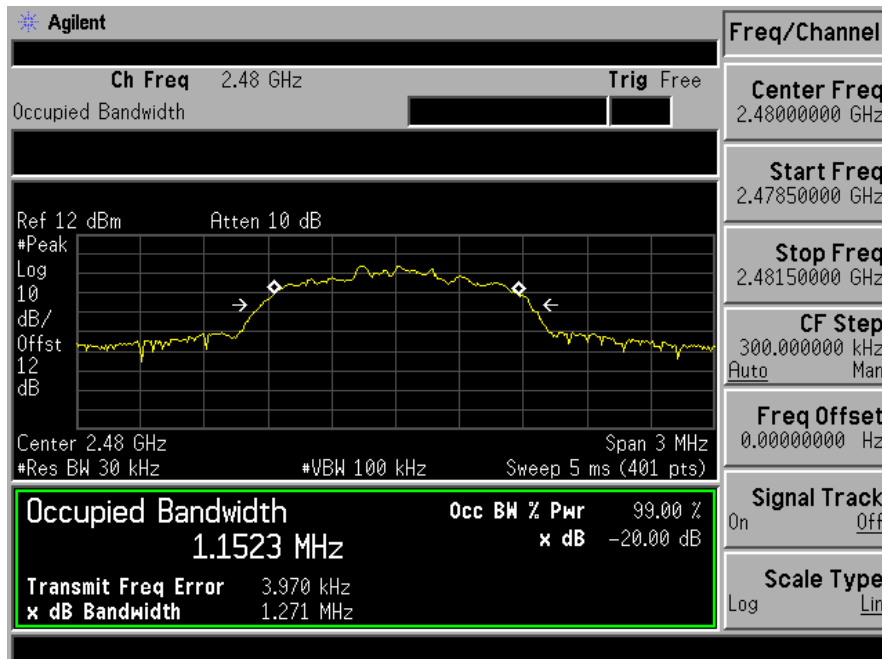 Agilent
Freq/Channel
Ch Freq 2.48 GHz Trig Free
Occupied Bandwidth
Center Freq
2.48000000 GHz
Start Freq
2.47850000 GHz
Stop Freq
2.48150000 GHz
CF Step
300.000000 kHz
Auto Man
Freq Offset
0.00000000 Hz
Signal Track
On Off
Scale Type
Log Lin
Ref 12 dBm Atten 10 dB
#Peak
Log
10
dB/
Offst
12
dB
Center 2.48 GHz Span 3 MHz
#Res BW 30 kHz #VBW 100 kHz Sweep 5 ms (401 pts)
Occupied Bandwidth
1.1523 MHz
Occ BW % Pwr 99.00 %
x dB -20.00 dB
Transmit Freq Error 3.970 kHz
x dB Bandwidth 1.271 MHz